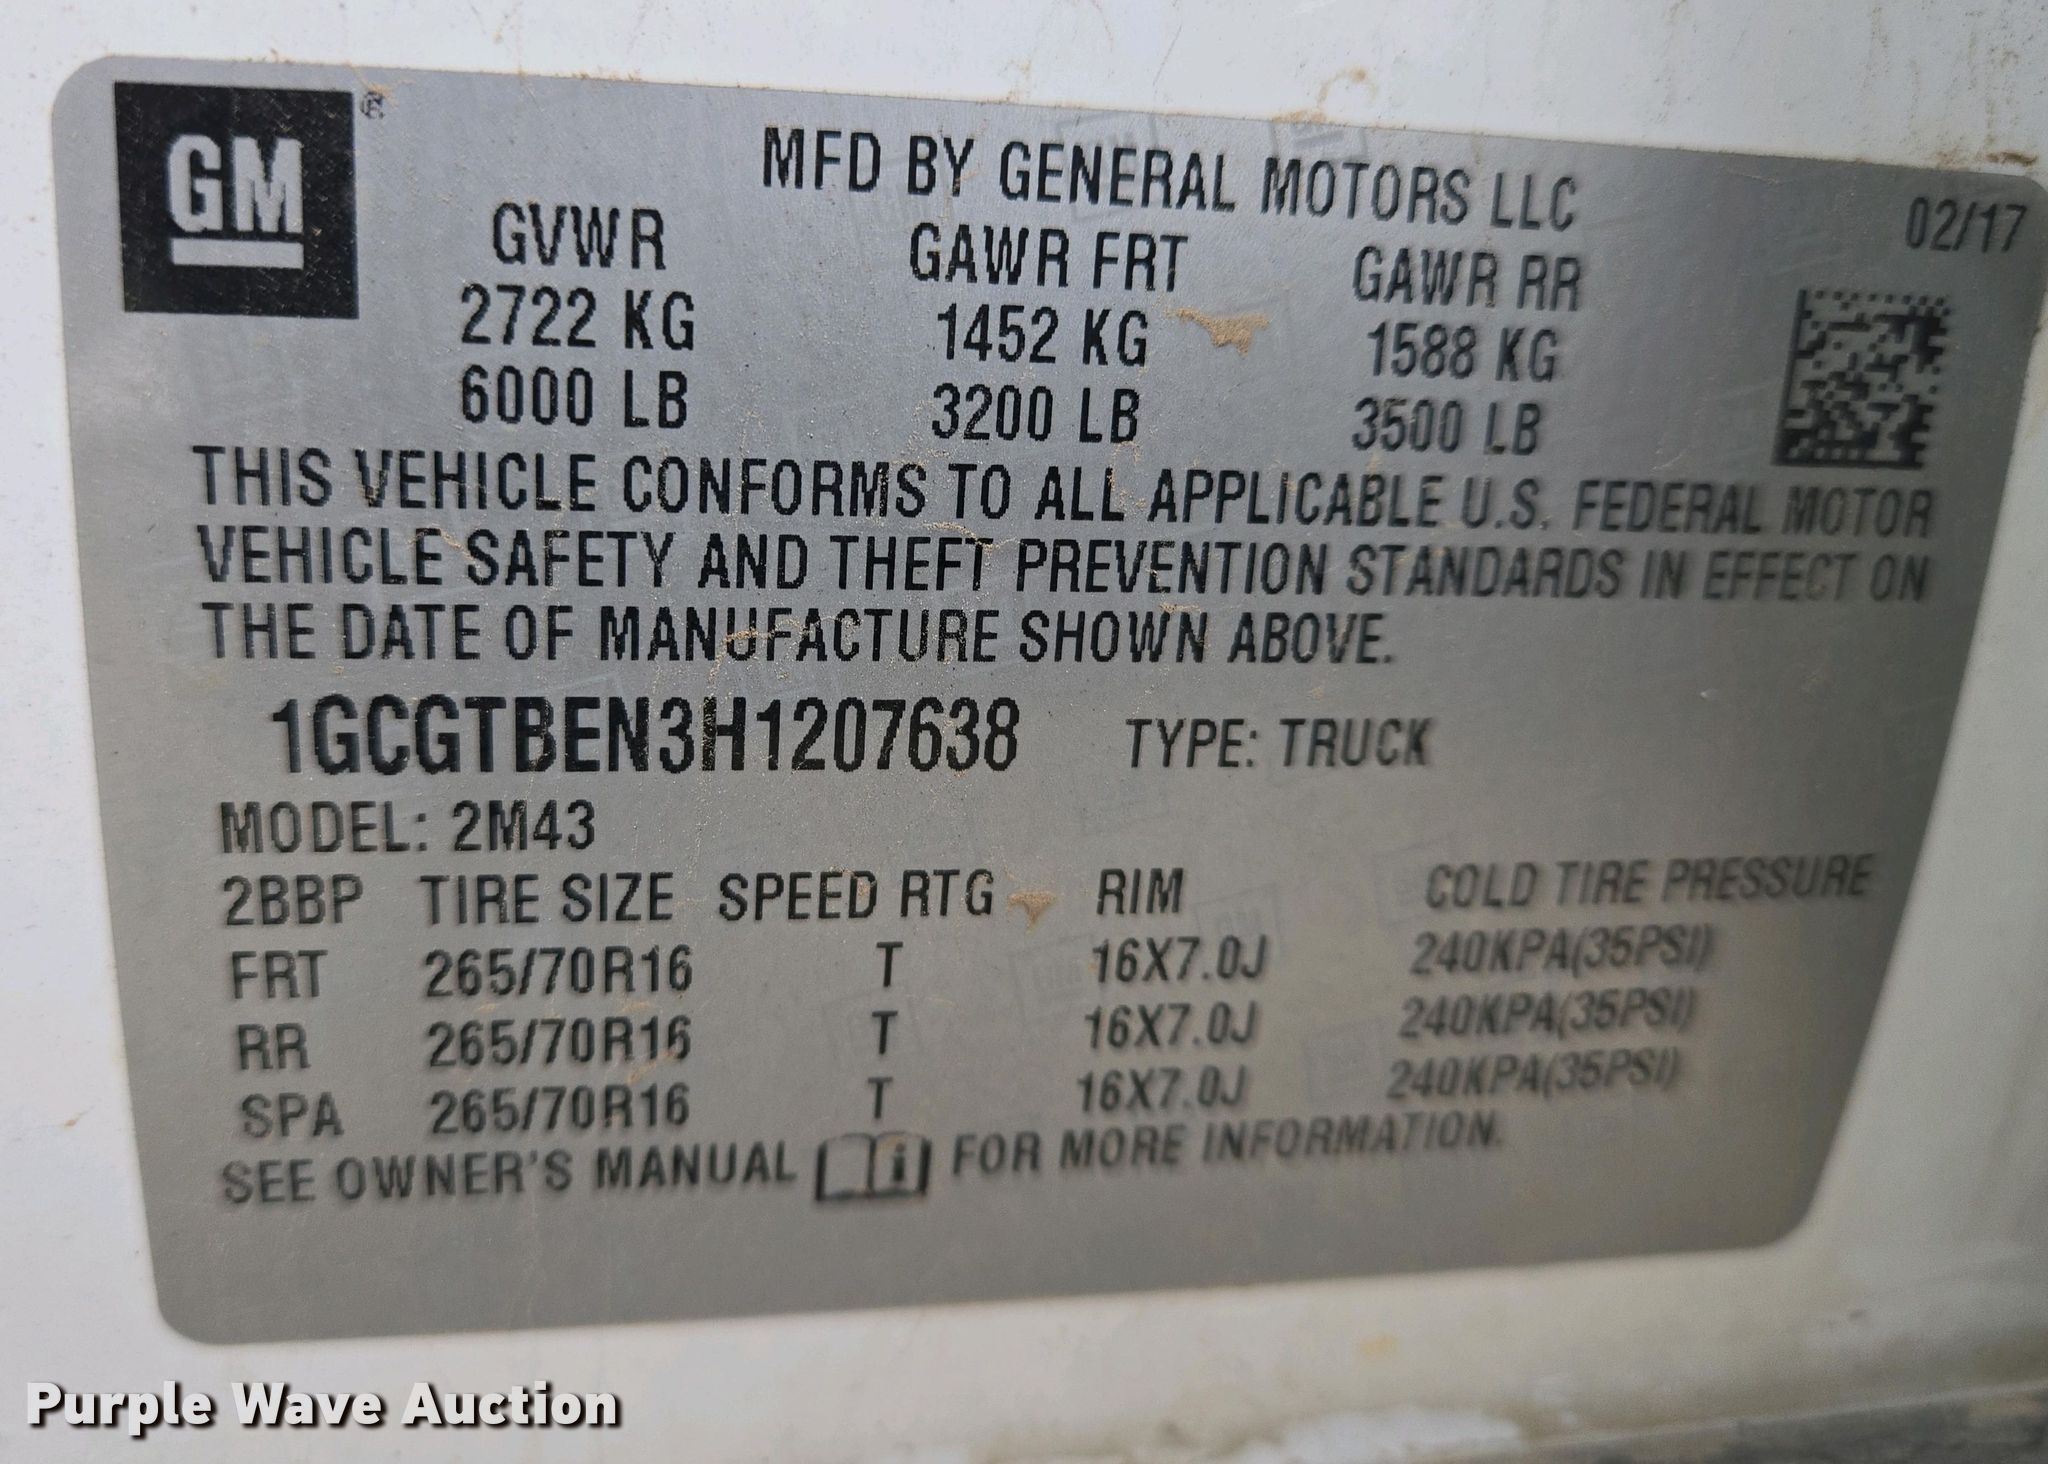 GM®
MFD BY GENERAL MOTORS LLC
02/17
GVWR GAWR FRT GAWR RR
2722 KG 1452 KG 1588 KG
6000 LB 3200 LB 3500 LB
THIS VEHICLE CONFORMS TO ALL APPLICABLE U.S. FEDERAL MOTOR
VEHICLE SAFETY AND THEFT PREVENTION STANDARDS IN EFFECT ON
THE DATE OF MANUFACTURE SHOWN ABOVE.
1GCGTBEN3H1207638 TYPE: TRUCK
MODEL: 2M43
2BBP TIRE SIZE SPEED RTG RIM COLD TIRE PRESSURE
FRT 265/70R16 T 16X7.0J 240KPA(35PSI)
RR 265/70R16 T 16X7.0J 240KPA(35PSI)
SPA 265/70R16 T 16X7.0J 240KPA(35PSI)
SEE OWNER'S MANUAL FOR MORE INFORMATION.
Purple Wave Auction